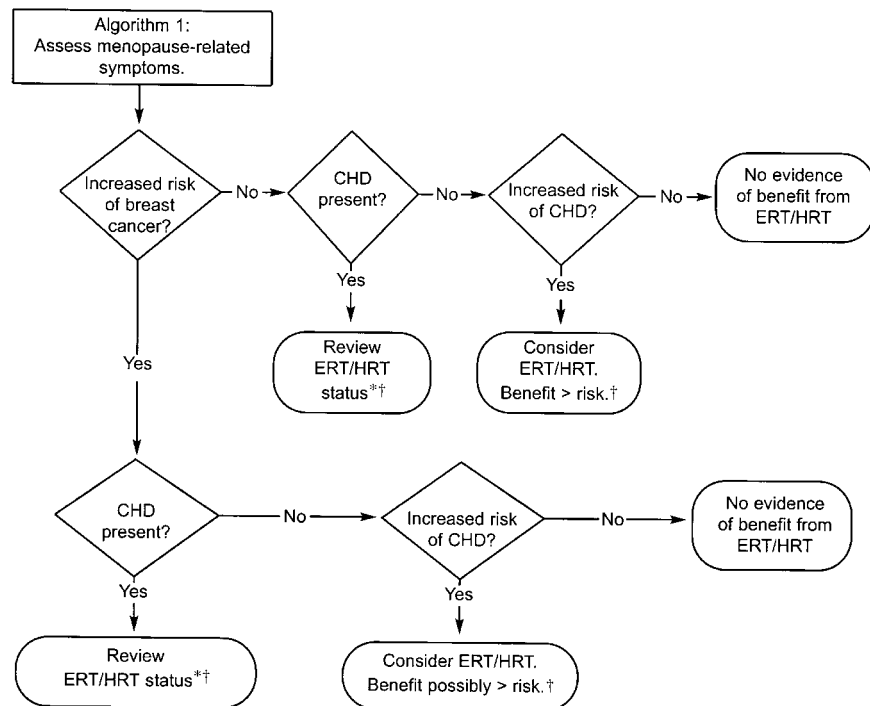 Algorithm 1:
Assess menopause-related
symptoms.
Increased risk
of breast
cancer?
No
CHD
present?
No
Increased risk
of CHD?
No
No evidence
of benefit from
ERT/HRT
Yes
Yes
Review
ERT/HRT
status*†
Consider
ERT/HRT.
Benefit > risk.†
Yes
CHD
present?
No
Increased risk
of CHD?
No
No evidence
of benefit from
ERT/HRT
Yes
Yes
Review
ERT/HRT status*†
Consider ERT/HRT.
Benefit possibly > risk.†